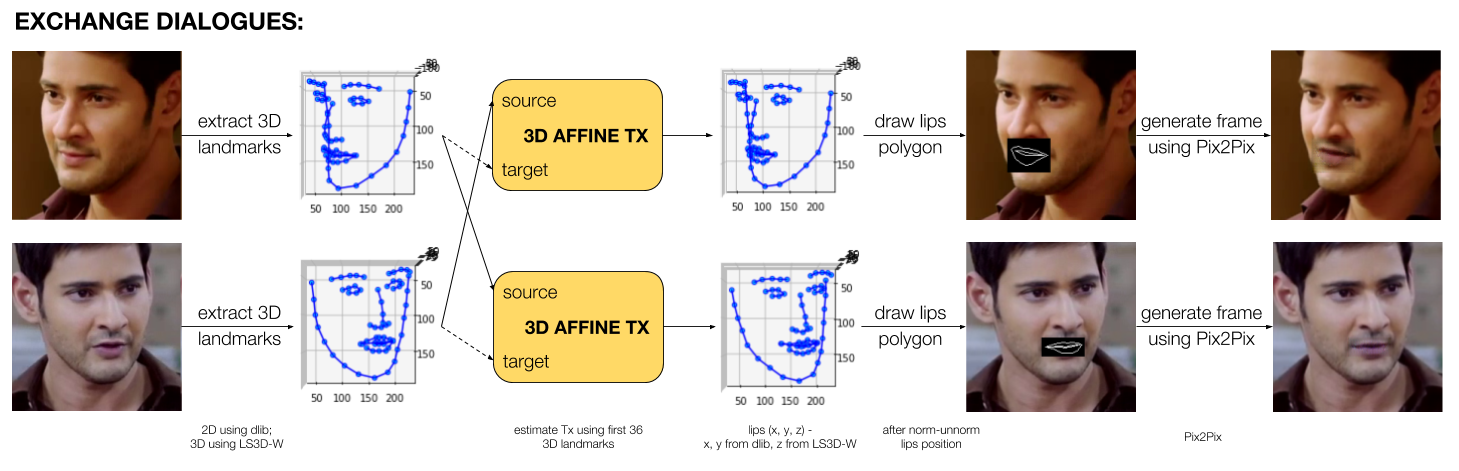 EXCHANGE DIALOGUES:
extract 3D
landmarks
50
100
150
50 100 150 200
source
3D AFFINE TX
target
50
100
150
50 100 150 200
draw lips
polygon
generate frame
using Pix2Pix
extract 3D
landmarks
50
100
150
50 100 150 200
source
3D AFFINE TX
target
50
100
150
50 100 150 200
draw lips
polygon
generate frame
using Pix2Pix
2D using dlib;
3D using LS3D-W
estimate Tx using first 36
3D landmarks
lips (x, y, z) -
x, y from dlib, z from LS3D-W
after norm-unnorm
lips position
Pix2Pix